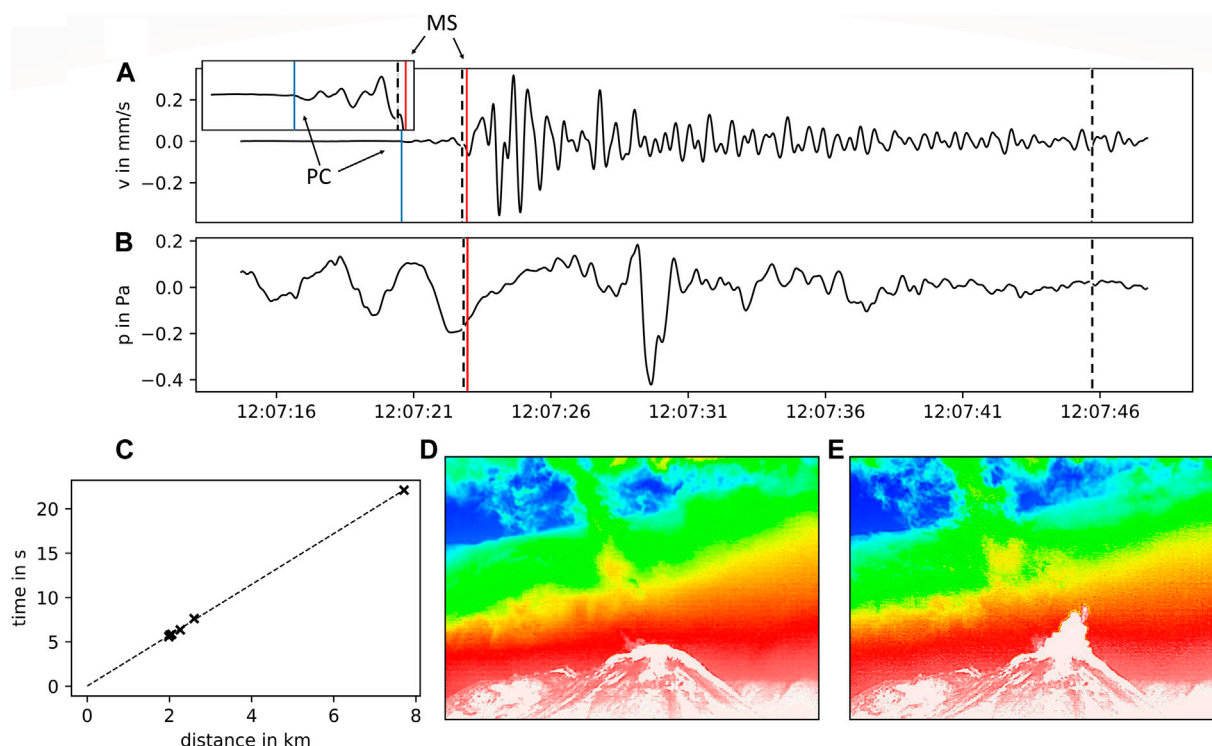 MS
A
PC
v in mm/s
0.2
0.0
−0.2
B
p in Pa
0.2
0.0
−0.2
−0.4
12:07:16 12:07:21 12:07:26 12:07:31 12:07:36 12:07:41 12:07:46
C
time in s
20
15
10
5
0
0 2 4 6 8
distance in km
D
E